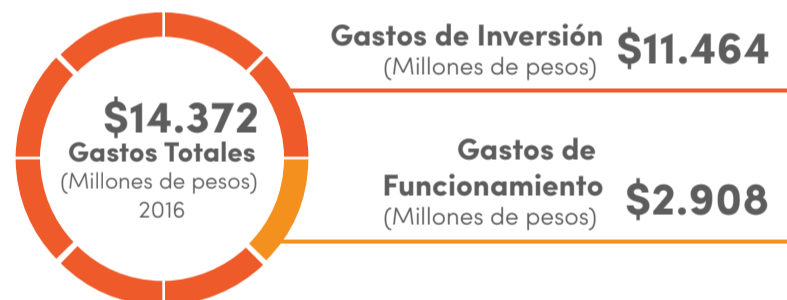 $14.372
Gastos Totales
(Millones de pesos)
2016
Gastos de Inversión
(Millones de pesos)
$11.464
Gastos de
Funcionamiento
(Millones de pesos)
$2.908